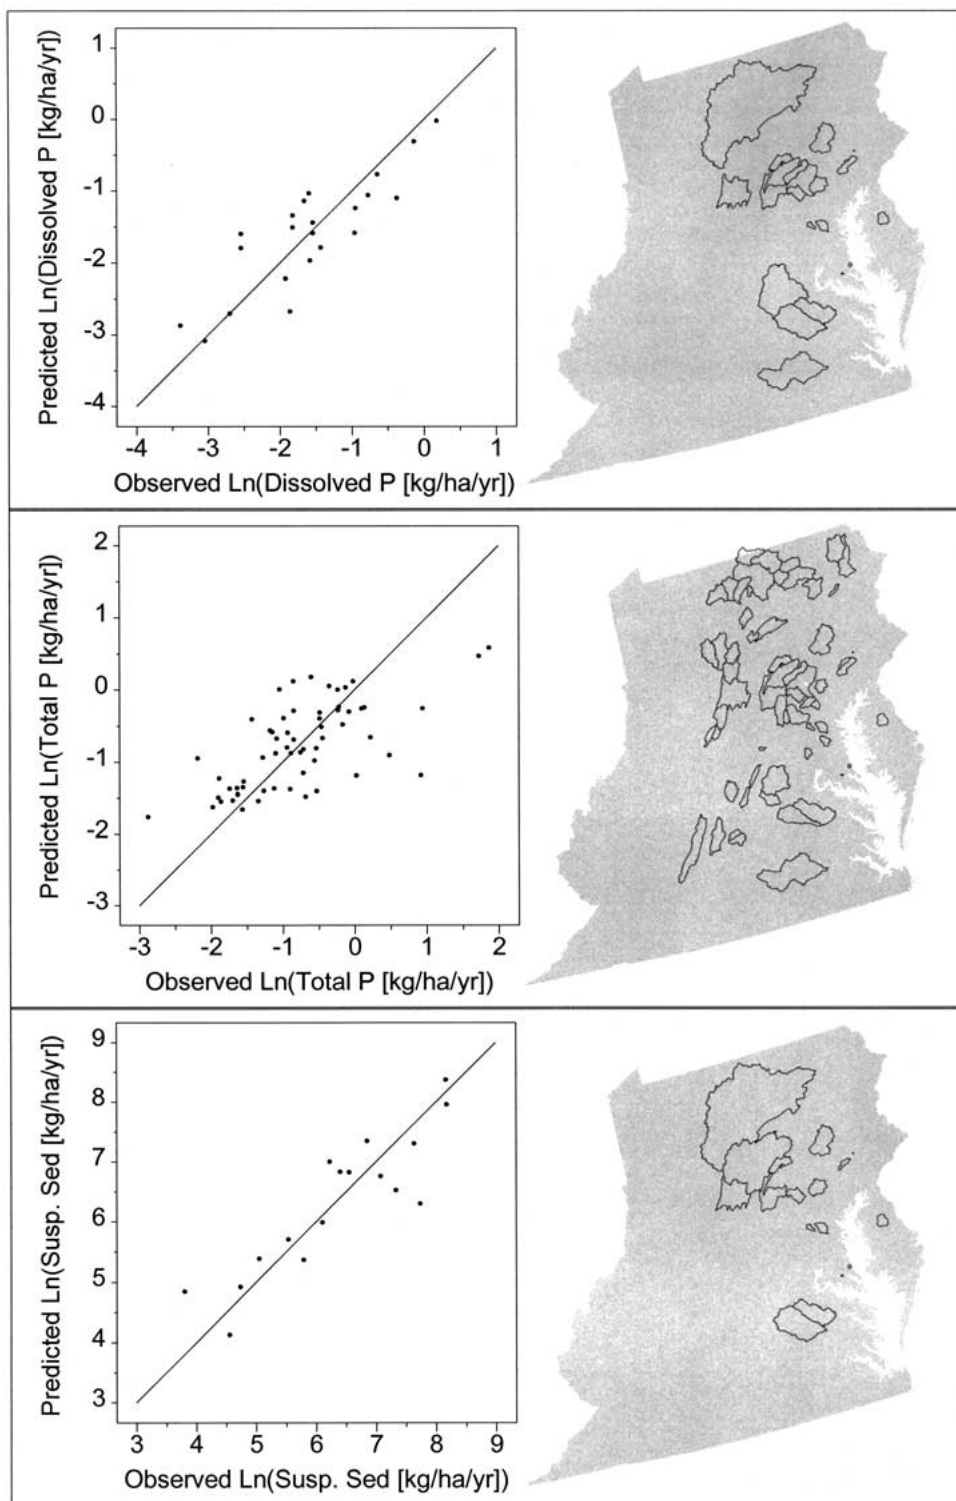 Predicted Ln(Dissolved P [kg/ha/yr])
1
0
-1
-2
-3
-4
-4 -3 -2 -1 0 1
Observed Ln(Dissolved P [kg/ha/yr])
Predicted Ln(Total P [kg/ha/yr])
2
1
0
-1
-2
-3
-3 -2 -1 0 1 2
Observed Ln(Total P [kg/ha/yr])
Predicted Ln(Susp. Sed [kg/ha/yr])
9
8
7
6
5
4
3
3 4 5 6 7 8 9
Observed Ln(Susp. Sed [kg/ha/yr])